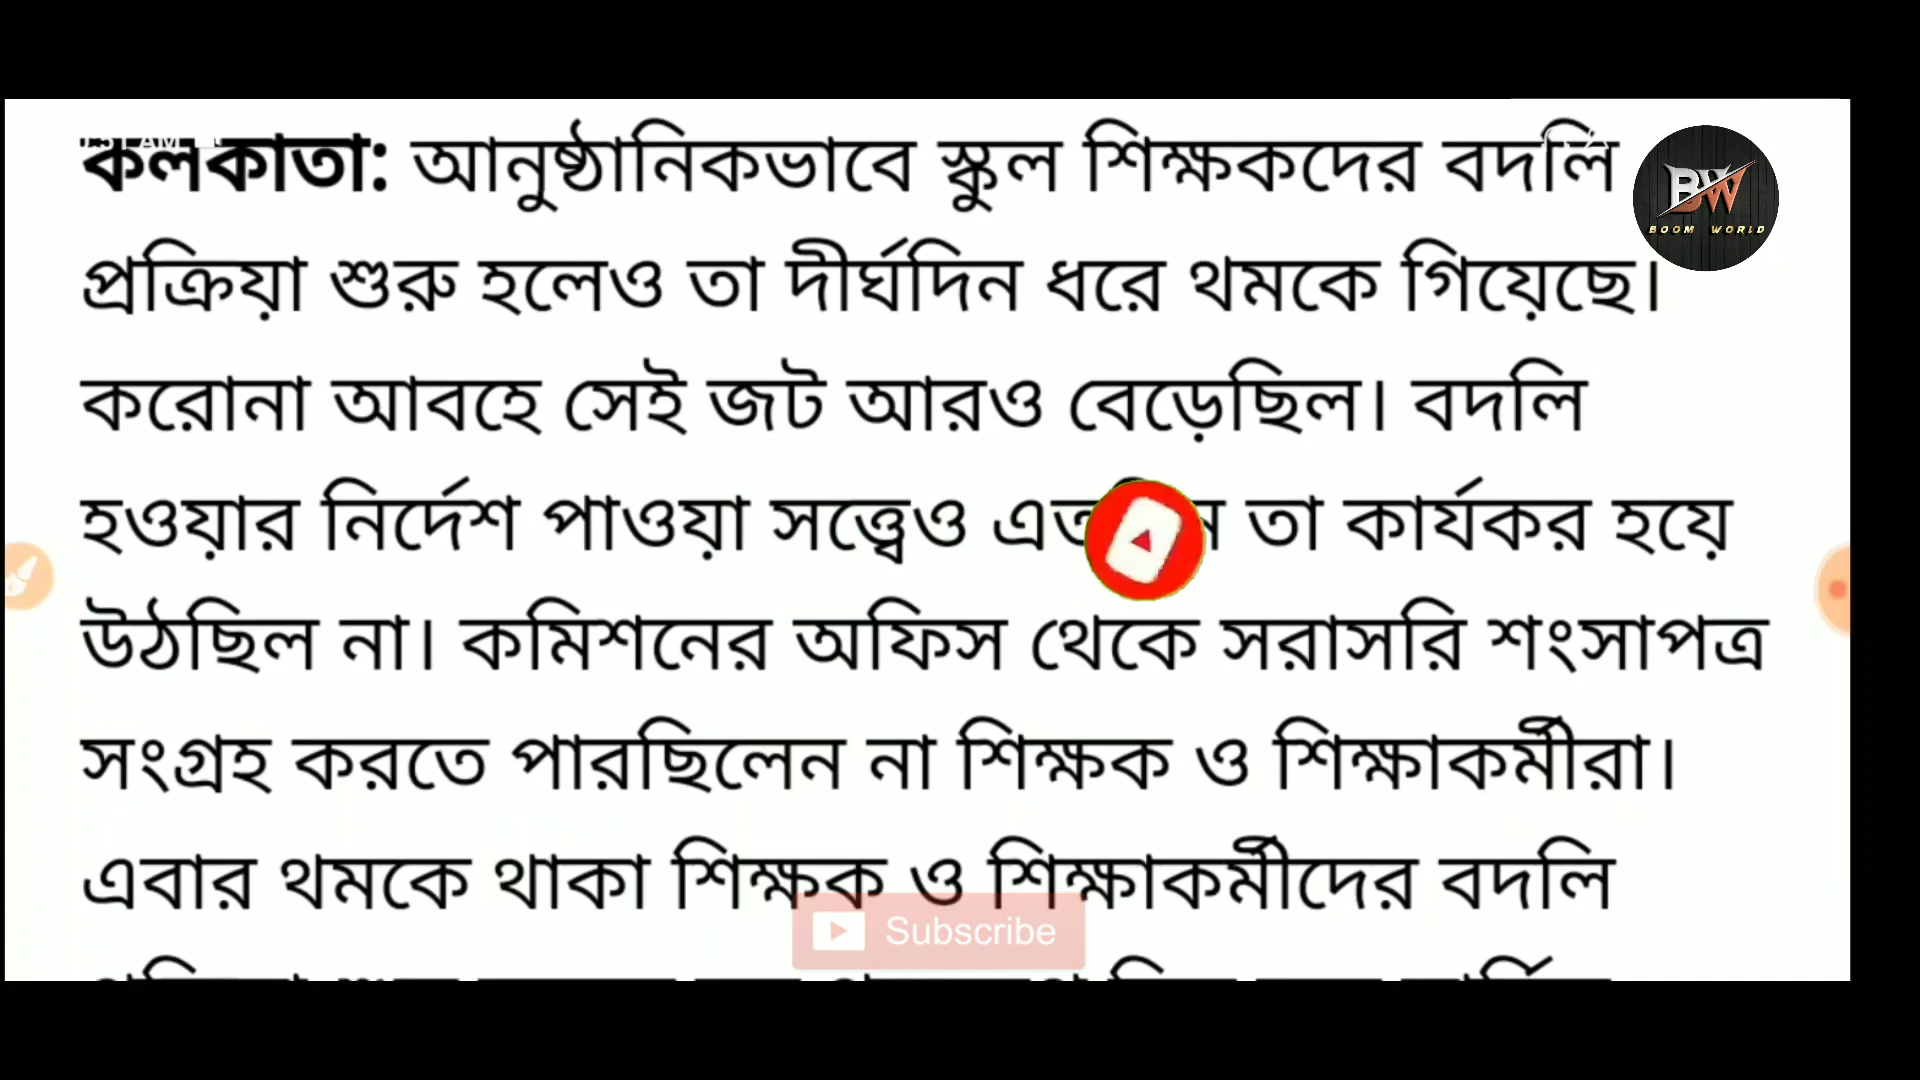 কলকাতা: আনুষ্ঠানিকভাবে স্কুল শিক্ষকদের বদলি
BW
BOOM WORLD
প্রক্রিয়া শুরু হলেও তা দীর্ঘদিন ধরে থমকে গিয়েছে।
করোনা আবহে সেই জট আরও বেড়েছিল। বদলি
হওয়ার নির্দেশ পাওয়া সত্ত্বেও তা কার্যকর হয়ে
উঠছিল না। কমিশনের অফিস থেকে সরাসরি শংসাপত্র
সংগ্রহ করতে পারছিলেন না শিক্ষক ও শিক্ষাকর্মীরা।
এবার থমকে থাকা শিক্ষক ও শিক্ষাকর্মীদের বদলি
Subscribe